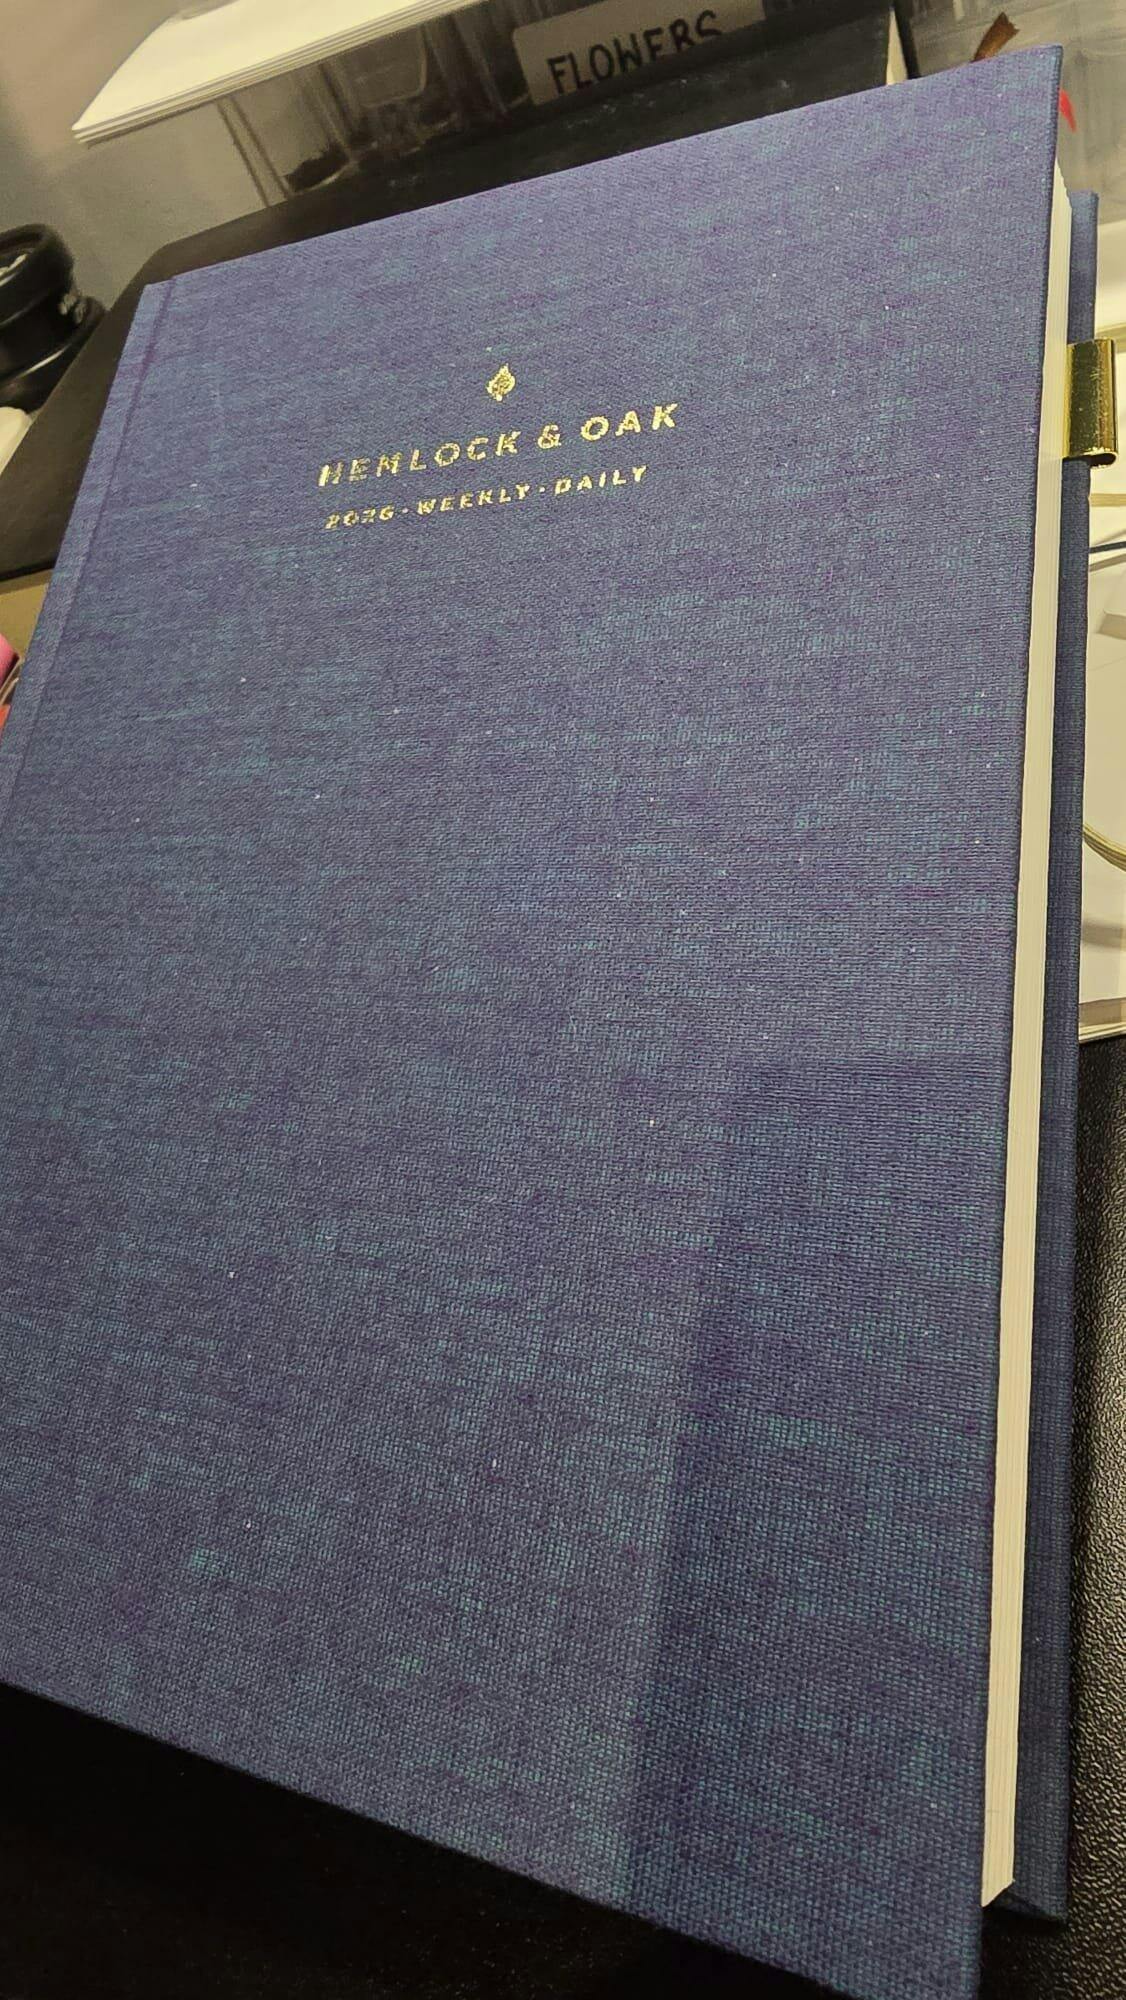 FLOWERS
HEMLOCK & OAK
2026 · WEEKLY · DAILY